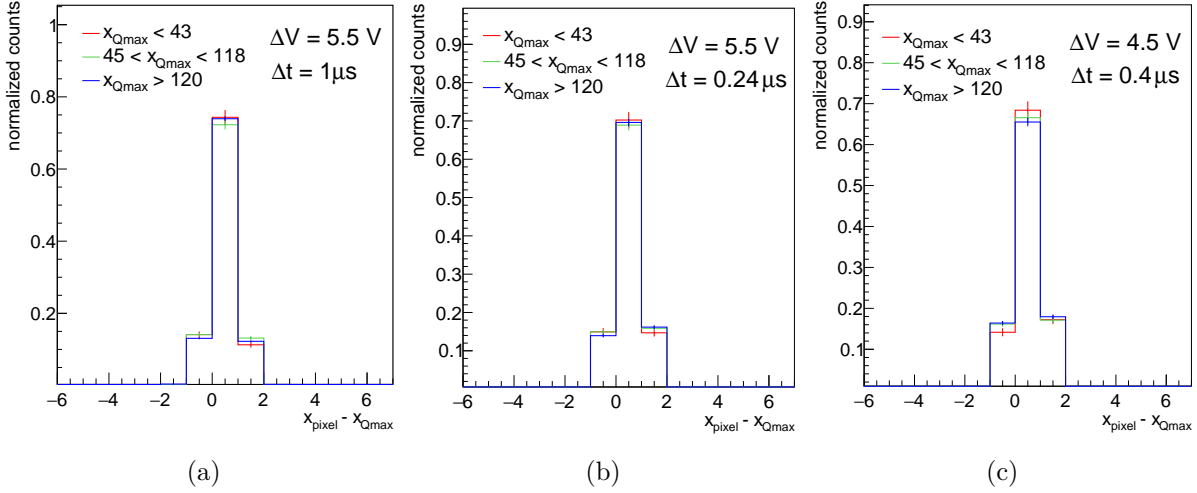 normalized counts
1
0.8
0.6
0.4
0.2
x_Qmax < 43
45 < x_Qmax < 118
x_Qmax > 120
ΔV = 5.5 V
Δt = 1μs
−6 −4 −2 0 2 4 6
x_pixel - x_Qmax
(a)
normalized counts
0.9
0.8
0.7
0.6
0.5
0.4
0.3
0.2
0.1
x_Qmax < 43
45 < x_Qmax < 118
x_Qmax > 120
ΔV = 5.5 V
Δt = 0.24 μs
−6 −4 −2 0 2 4 6
x_pixel - x_Qmax
(b)
normalized counts
0.9
0.8
0.7
0.6
0.5
0.4
0.3
0.2
0.1
x_Qmax < 43
45 < x_Qmax < 118
x_Qmax > 120
ΔV = 4.5 V
Δt = 0.4 μs
−6 −4 −2 0 2 4 6
x_pixel - x_Qmax
(c)